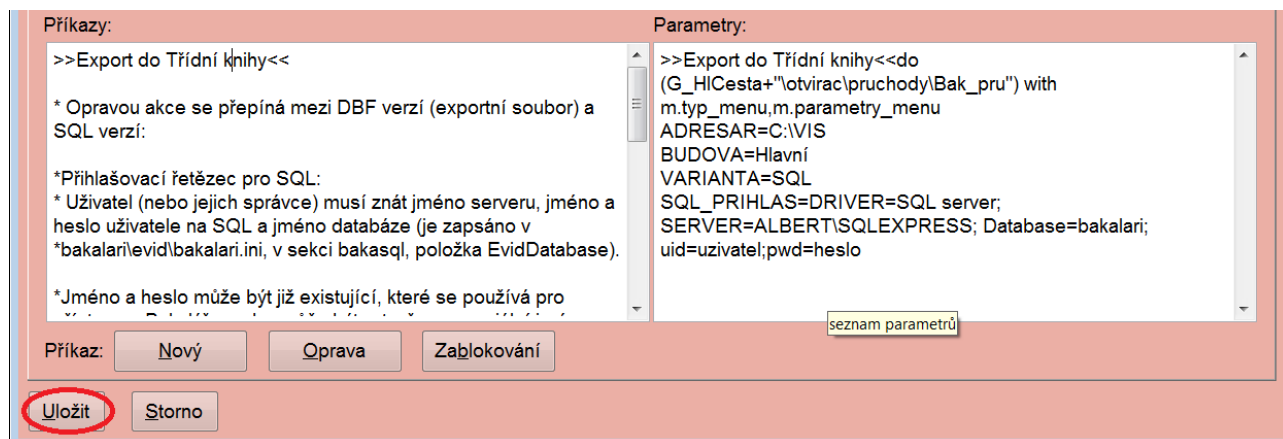 Příkazy:
>>Export do Třídní knihy<<
* Opravou akce se přepíná mezi DBF verzí (exportní soubor) a
SQL verzí:
*Přihlašovací řetězec pro SQL:
* Uživatel (nebo jejich správce) musí znát jméno serveru, jméno a
heslo uživatele na SQL a jméno databáze (je zapsáno v
*bakalari\evid\bakalari.ini, v sekci bakasql, položka EvidDatabase).
*Jméno a heslo může být již existující, které se používá pro
Parametry:
>>Export do Třídní knihy<<do
(G_HlCesta+"\otvirac\pruchody\Bak_pru") with
m.typ_menu,m.parametry_menu
ADRESAR=C:\VIS
BUDOVA=Hlavní
VARIANTA=SQL
SQL_PRIHLAS=DRIVER=SQL server;
SERVER=ALBERT\SQLEXPRESS; Database=bakalari;
uid=uzivatel;pwd=heslo
seznam parametrů
Příkaz: Nový Oprava Zablokování
Uložit Storno